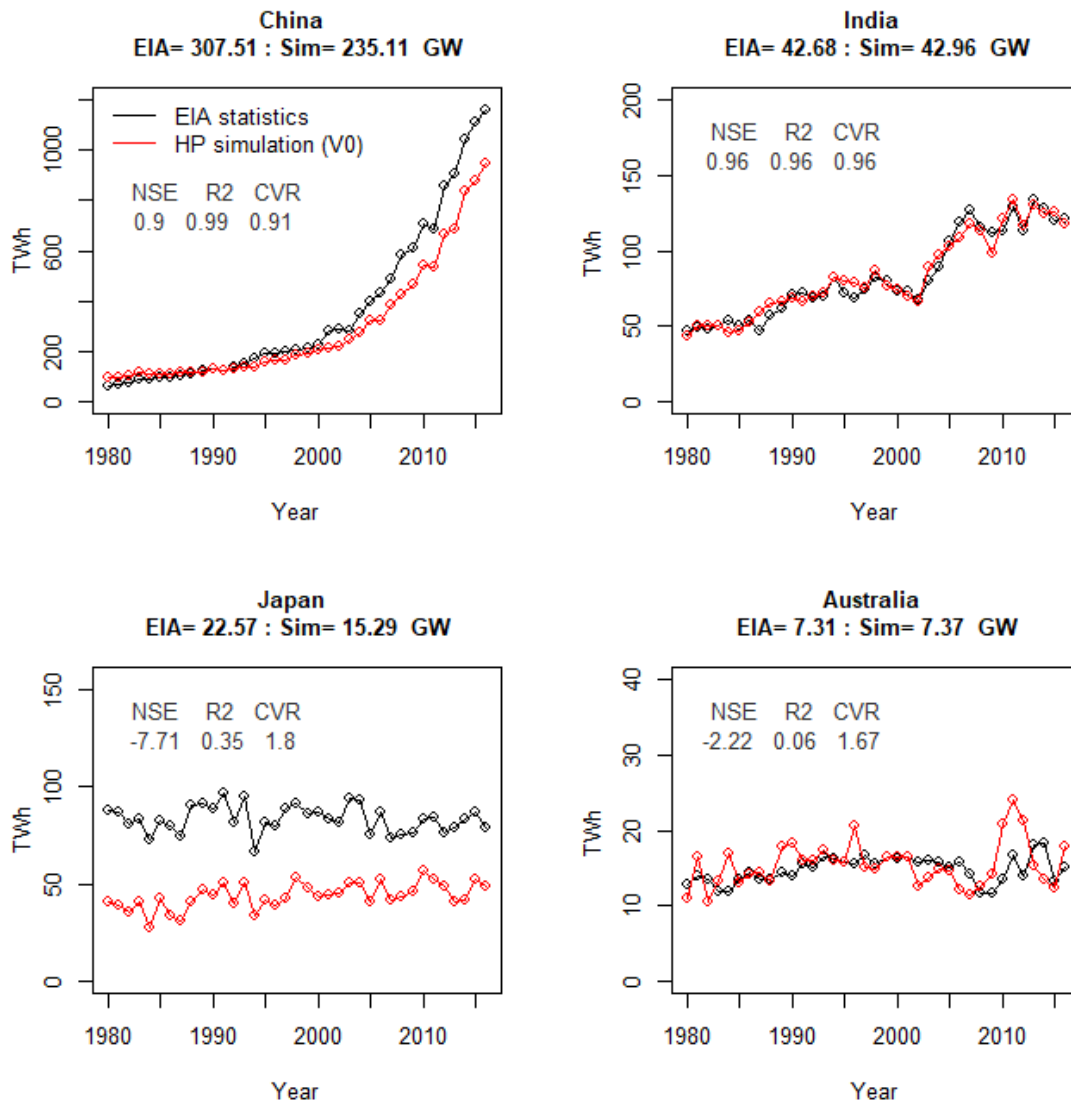 China
EIA= 307.51 : Sim= 235.11 GW
EIA statistics
HP simulation (V0)
NSE R2 CVR
0.9 0.99 0.91
TWh
0 200 600 1000
1980 1990 2000 2010
Year
India
EIA= 42.68 : Sim= 42.96 GW
NSE R2 CVR
0.96 0.96 0.96
TWh
0 50 100 150 200
1980 1990 2000 2010
Year
Japan
EIA= 22.57 : Sim= 15.29 GW
NSE R2 CVR
-7.71 0.35 1.8
TWh
0 50 100 150
1980 1990 2000 2010
Year
Australia
EIA= 7.31 : Sim= 7.37 GW
NSE R2 CVR
-2.22 0.06 1.67
TWh
0 10 20 30 40
1980 1990 2000 2010
Year